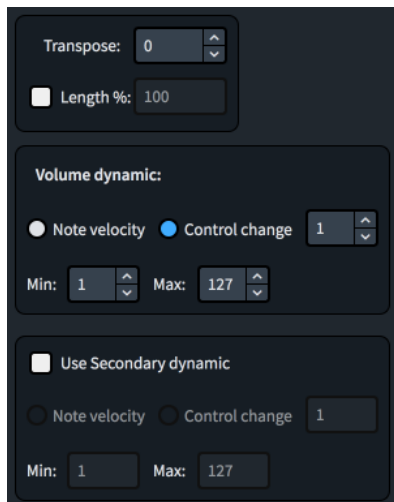 Transpose: 0
Length %: 100
Volume dynamic:
Note velocity Control change 1
Min: 1 Max: 127
Use Secondary dynamic
Note velocity Control change 1
Min: 1 Max: 127